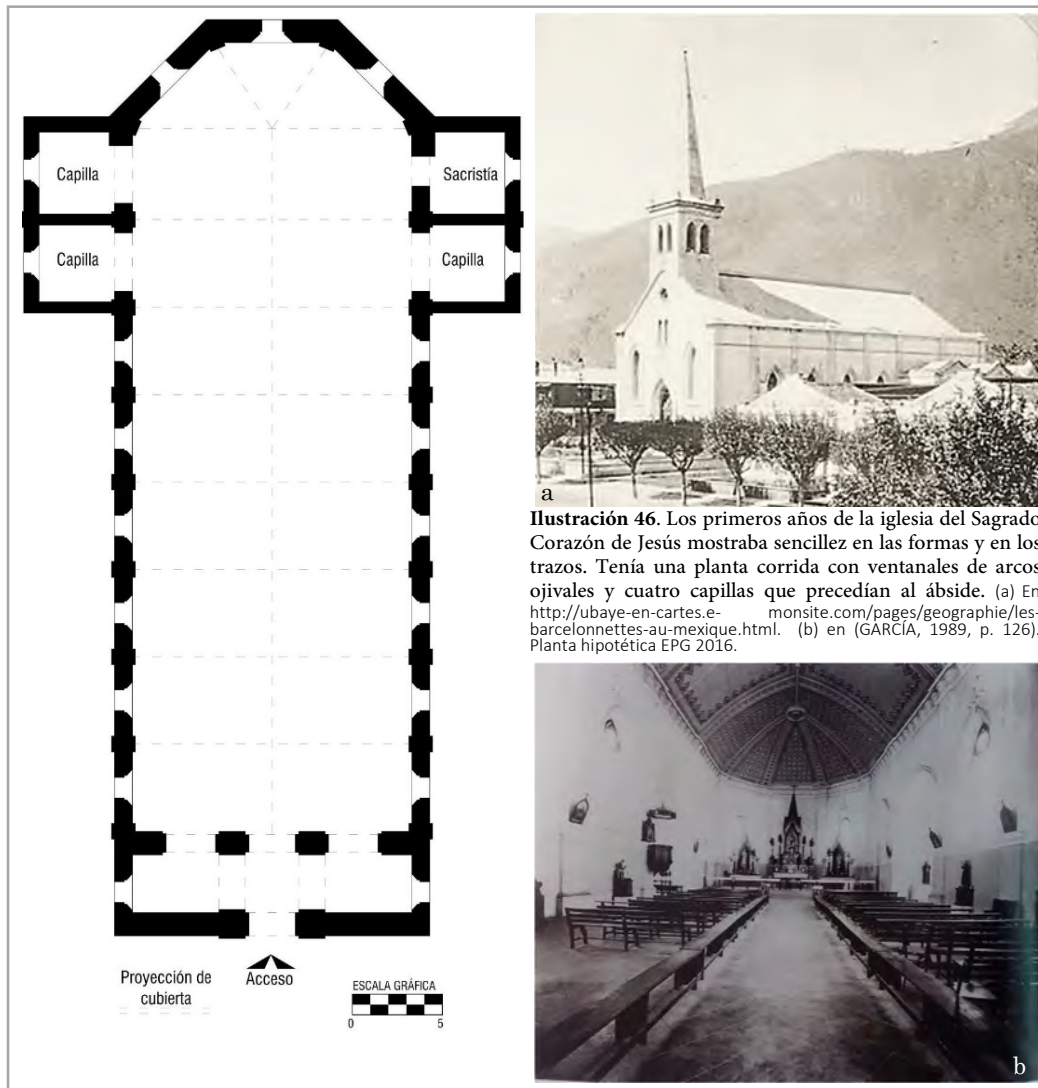 Capilla
Sacristía
Capilla
Capilla
Proyección de
cubierta
Acceso
ESCALA GRÁFICA
0 5
a
Ilustración 46. Los primeros años de la iglesia del Sagrado
Corazón de Jesús mostraba sencillez en las formas y en los
trazos. Tenía una planta corrida con ventanales de arcos
ojivales y cuatro capillas que precedían al ábside. (a) En
http://ubaye-en-cartes.e- monsite.com/pages/geographie/les-
barcelonnettes-au-mexique.html. (b) en (GARCÍA, 1989, p. 126).
Planta hipotética EPG 2016.
b